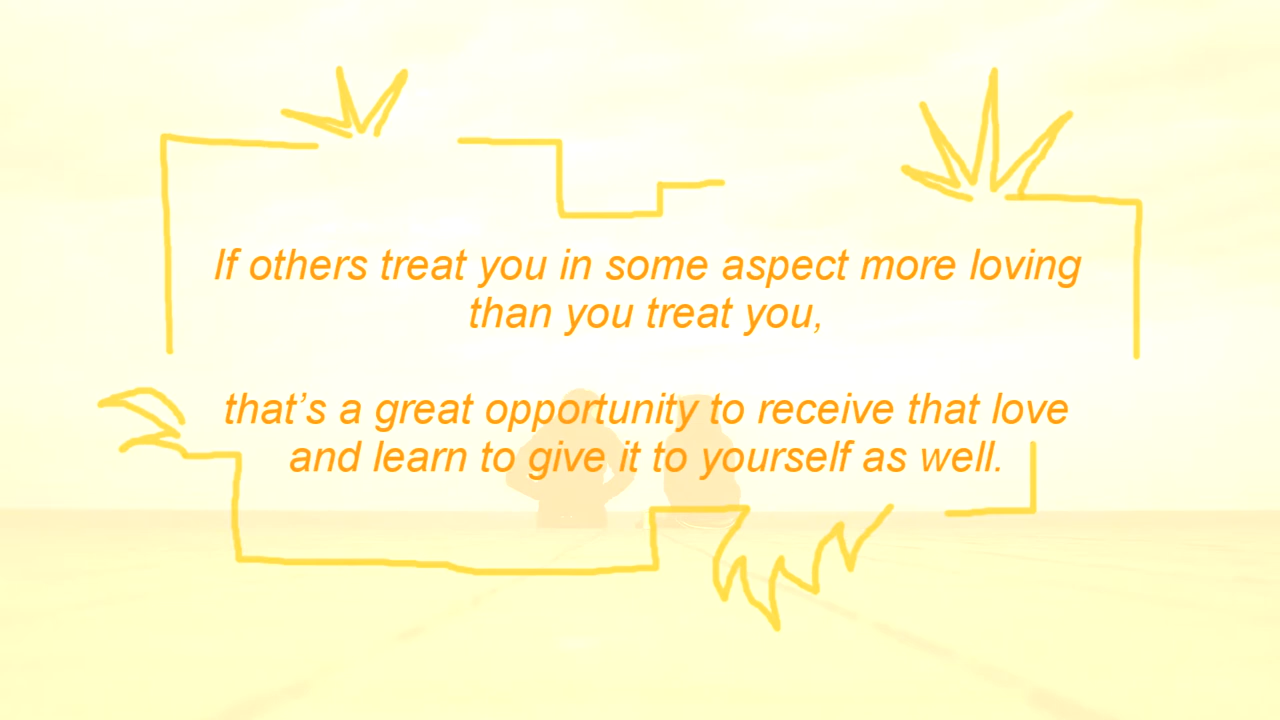 If others treat you in some aspect more loving
than you treat you,
that’s a great opportunity to receive that love
and learn to give it to yourself as well.